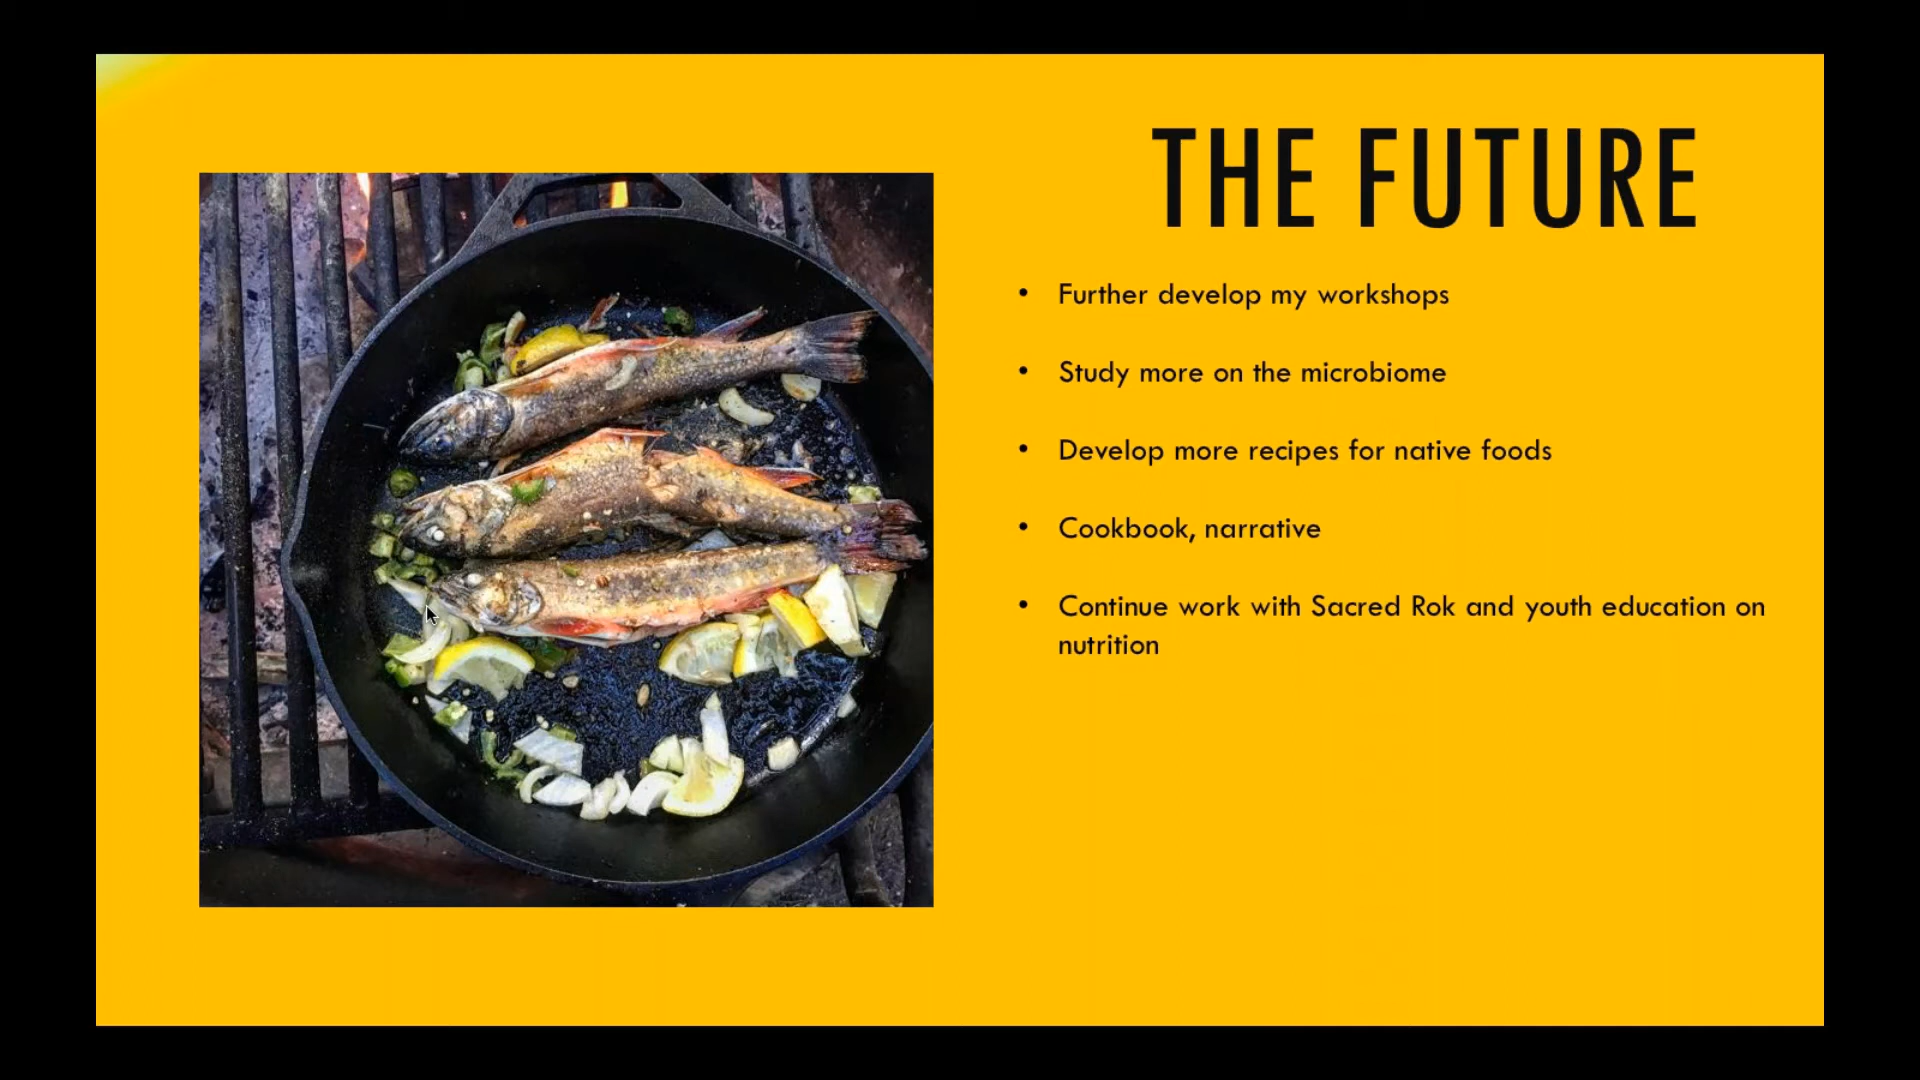 THE FUTURE
• Further develop my workshops
• Study more on the microbiome
• Develop more recipes for native foods
• Cookbook, narrative
• Continue work with Sacred Rok and youth education on
nutrition